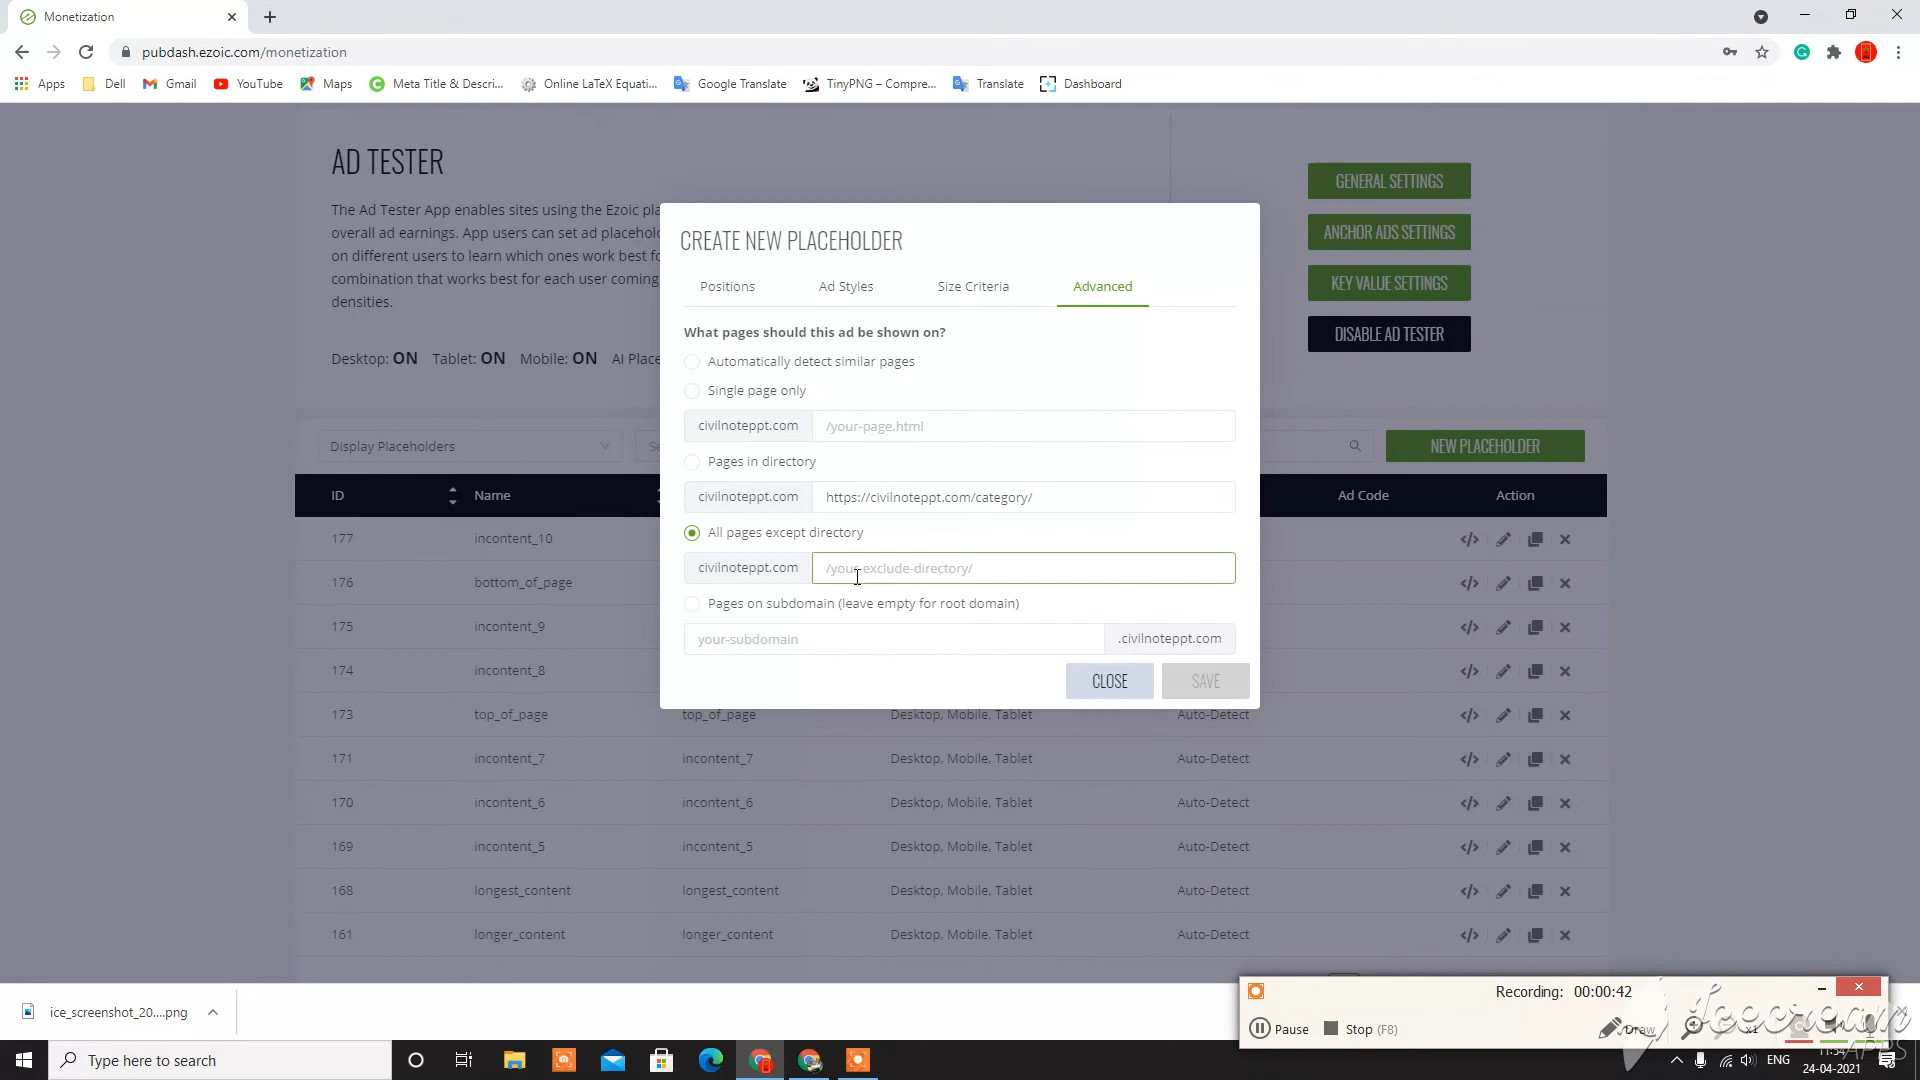 Monetization
pubdash.ezoic.com/monetization
Apps Dell Gmail YouTube Maps Meta Title & Descri... Online LaTeX Equati... Google Translate TinyPNG – Compre... Translate Dashboard
AD TESTER
The Ad Tester App enables sites using the Ezoic pla
overall ad earnings. App users can set ad placehold
on different users to learn which ones work best fo
combination that works best for each user coming
densities.
Desktop: ON Tablet: ON Mobile: ON AI Place
GENERAL SETTINGS
ANCHOR ADS SETTINGS
KEY VALUE SETTINGS
DISABLE AD TESTER
CREATE NEW PLACEHOLDER
Positions Ad Styles Size Criteria Advanced
What pages should this ad be shown on?
Automatically detect similar pages
Single page only
civilnoteppt.com /your-page.html
Pages in directory
civilnoteppt.com https://civilnoteppt.com/category/
All pages except directory
civilnoteppt.com /your-exclude-directory/
Pages on subdomain (leave empty for root domain)
your-subdomain .civilnoteppt.com
CLOSE SAVE
Display Placeholders Se NEW PLACEHOLDER
ID Name Ad Code Action
177 incontent_10
176 bottom_of_page
175 incontent_9
174 incontent_8
173 top_of_page top_of_page Desktop, Mobile, Tablet Auto-Detect
171 incontent_7 incontent_7 Desktop, Mobile, Tablet Auto-Detect
170 incontent_6 incontent_6 Desktop, Mobile, Tablet Auto-Detect
169 incontent_5 incontent_5 Desktop, Mobile, Tablet Auto-Detect
168 longest_content longest_content Desktop, Mobile, Tablet Auto-Detect
161 longer_content longer_content Desktop, Mobile, Tablet Auto-Detect
ice_screenshot_20....png
Recording: 00:00:42
Pause Stop (F8) Draw x1
Icecream
APPS
Type here to search
ENG
11:54
24-04-2021